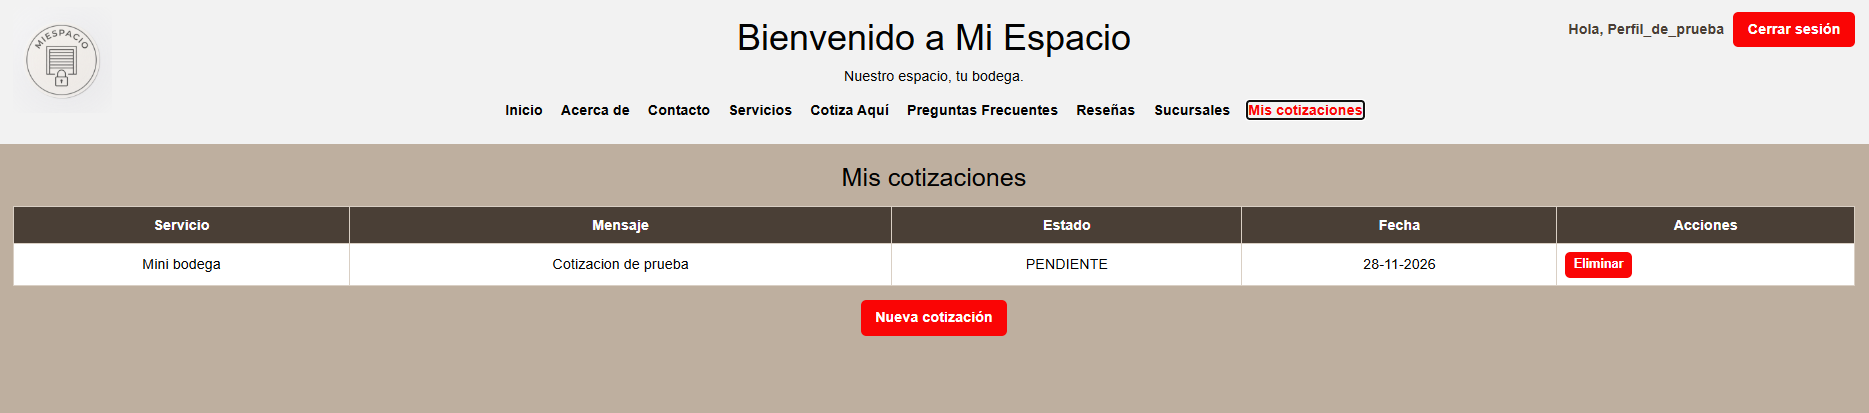 MIESPACIO
Bienvenido a Mi Espacio
Nuestro espacio, tu bodega.
Hola, Perfil_de_prueba Cerrar sesión
Inicio Acerca de Contacto Servicios Cotiza Aquí Preguntas Frecuentes Reseñas Sucursales Mis cotizaciones
Mis cotizaciones
Servicio Mensaje Estado Fecha Acciones
Mini bodega Cotizacion de prueba PENDIENTE 28-11-2026 Eliminar
Nueva cotización